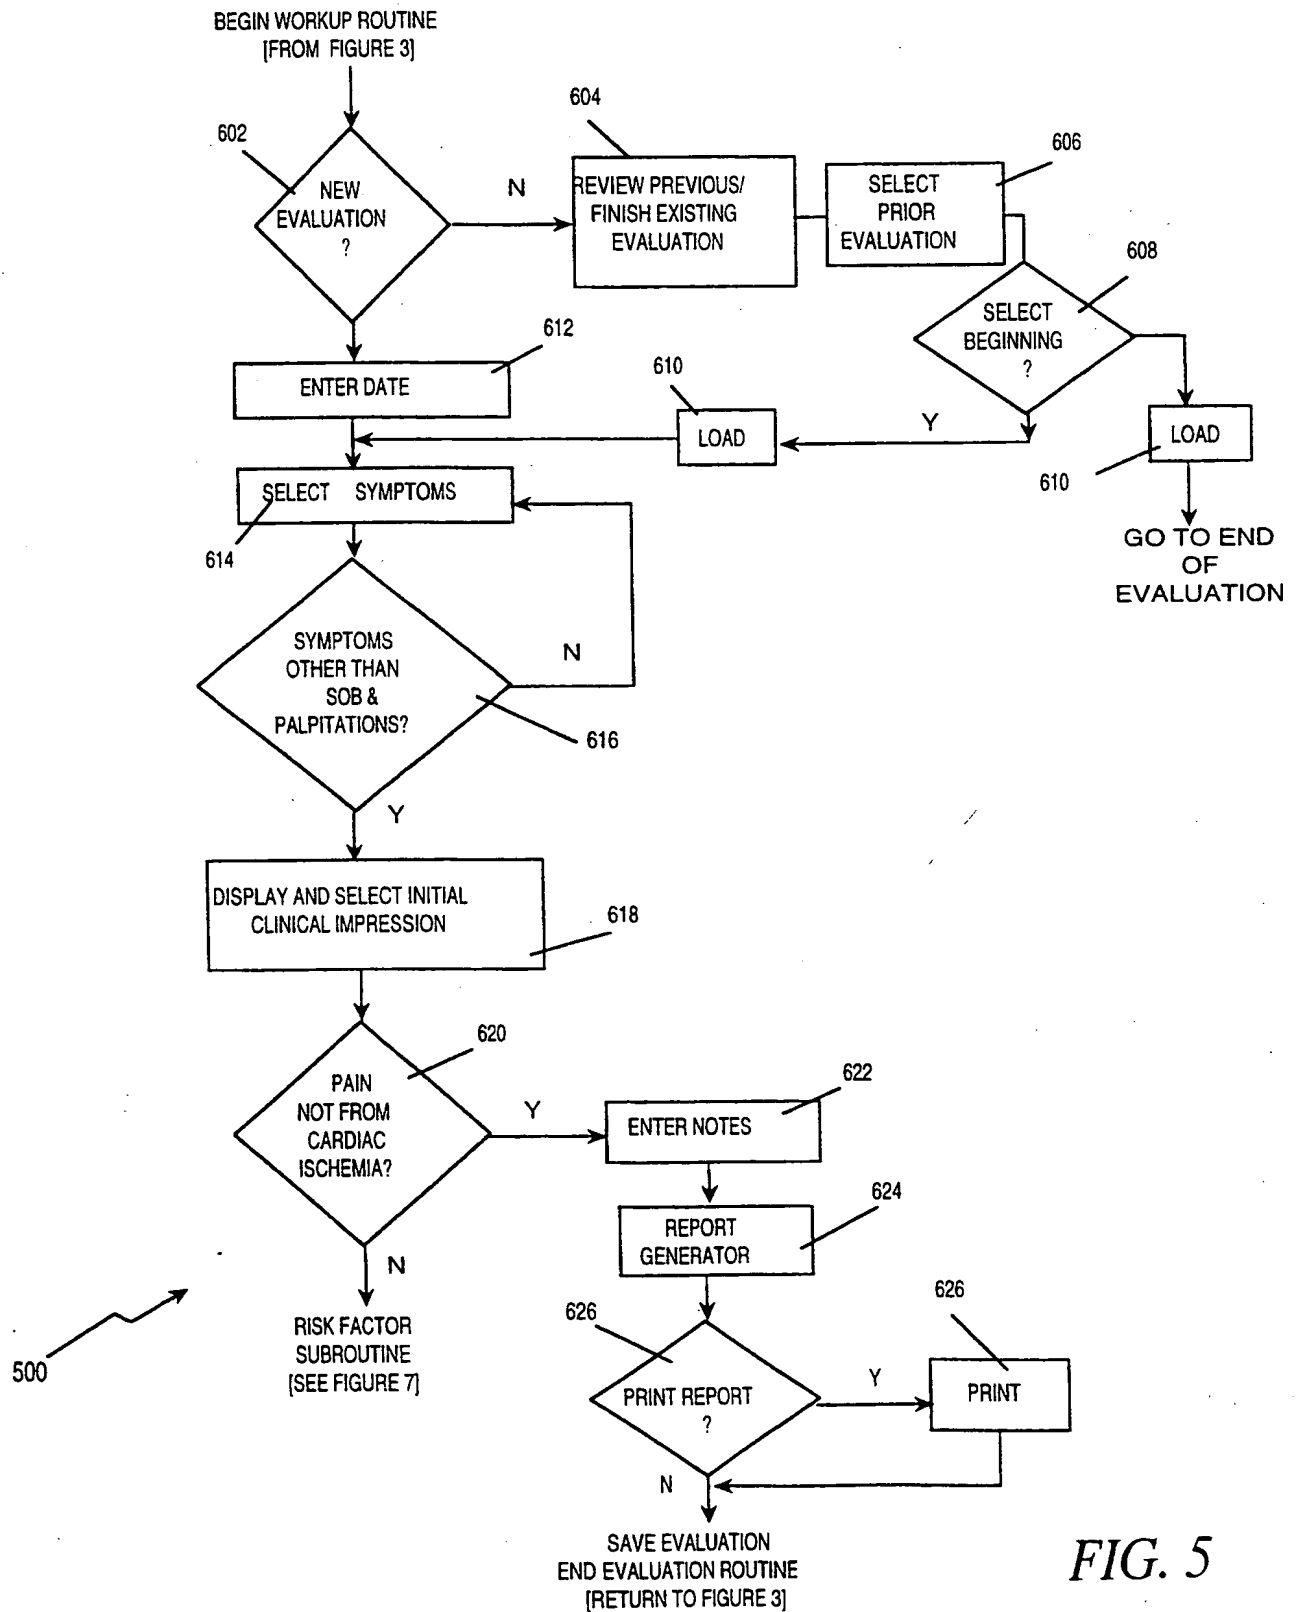 BEGIN WORKUP ROUTINE
[FROM FIGURE 3]
602
NEW
EVALUATION
?
N
604
REVIEW PREVIOUS/
FINISH EXISTING
EVALUATION
606
SELECT
PRIOR
EVALUATION
608
SELECT
BEGINNING
?
612
ENTER DATE
610
LOAD
Y
LOAD
610
GO TO END
OF
EVALUATION
SELECT SYMPTOMS
614
SYMPTOMS
OTHER THAN
SOB &
PALPITATIONS?
N
616
Y
DISPLAY AND SELECT INITIAL
CLINICAL IMPRESSION
618
620
PAIN
NOT FROM
CARDIAC
ISCHEMIA?
Y
622
ENTER NOTES
624
REPORT
GENERATOR
N
RISK FACTOR
SUBROUTINE
[SEE FIGURE 7]
500
626
PRINT REPORT
?
Y
626
PRINT
N
SAVE EVALUATION
END EVALUATION ROUTINE
[RETURN TO FIGURE 3]
FIG. 5